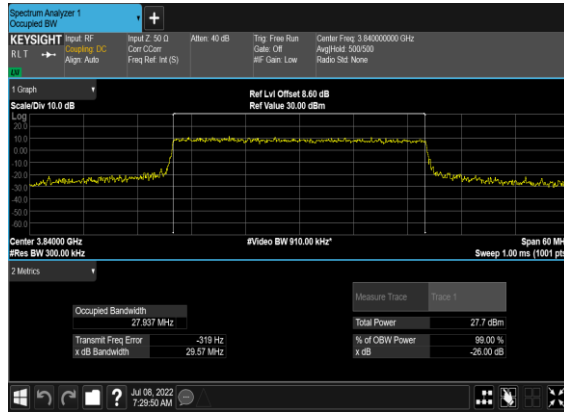 Spectrum Analyzer 1
Occupied BW
KEYSIGHT Input: RF Input Z: 50 Ω Atten: 40 dB Trig: Free Run Center Freq: 3.840000000 GHz
RLT Coupling: DC Corr CCorr Gate: Off Avg|Hold: 500/500
Align: Auto Freq Ref: Int (S) #IF Gain: Low Radio Std: None
LW
1 Graph
Ref Lvl Offset 8.60 dB
Scale/Div 10.0 dB Ref Value 30.00 dBm
Log
20.0
10.0
0.00
-10.0
-20.0
-30.0
-40.0
-50.0
-60.0
Center 3.84000 GHz #Video BW 910.00 kHz* Span 60 MH
#Res BW 300.00 kHz Sweep 1.00 ms (1001 pts
2 Metrics
Measure Trace Trace 1
Occupied Bandwidth
27.937 MHz Total Power 27.7 dBm
Transmit Freq Error -319 Hz % of OBW Power 99.00 %
x dB Bandwidth 29.57 MHz x dB -26.00 dB
? Jul 08, 2022
7:29:50 AM